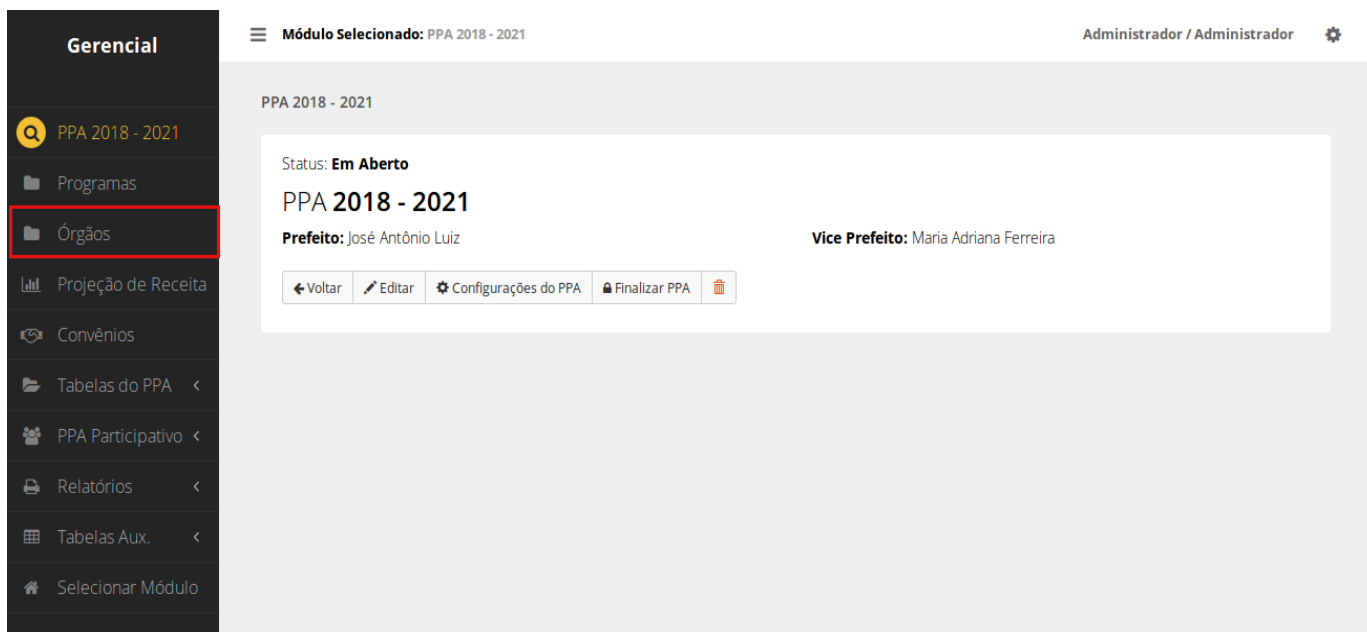 Gerencial
Módulo Selecionado: PPA 2018 - 2021
Administrador / Administrador
PPA 2018 - 2021
Programas
Órgãos
Projeção de Receita
Convênios
Tabelas do PPA
PPA Participativo
Relatórios
Tabelas Aux.
Selecionar Módulo
PPA 2018 - 2021
Status: Em Aberto
PPA 2018 - 2021
Prefeito: José Antônio Luiz
Vice Prefeito: Maria Adriana Ferreira
Voltar
Editar
Configurações do PPA
Finalizar PPA